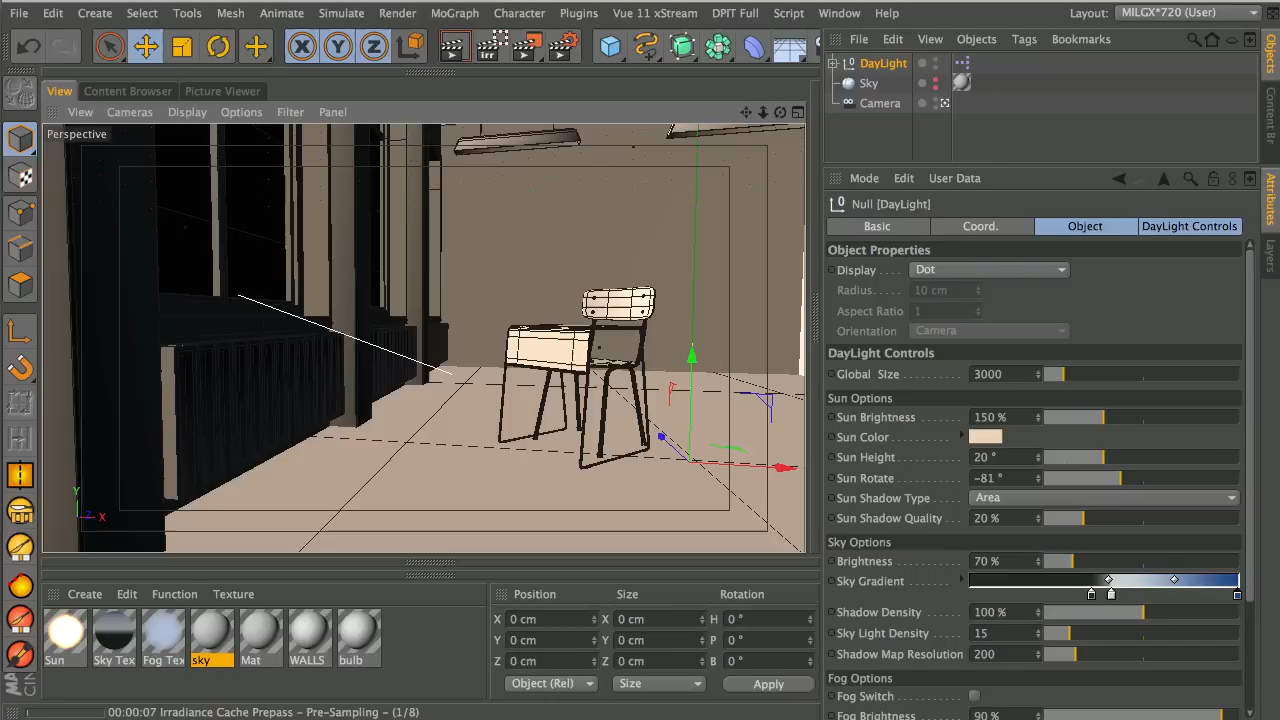 File Edit Create Select Tools Mesh Animate Simulate Render MoGraph Character Plugins Vue 11 xStream DPIT Full Script Window Help Layout: MILGX*720 (User)
X Y Z Irr
File Edit View Objects Tags Bookmarks
DayLight
Sky
Camera
View Content Browser Picture Viewer
View Cameras Display Options Filter Panel
Perspective
Y
Z X
Objects
Content Br
Attributes
Layers
Mode Edit User Data
Null [DayLight]
Basic Coord. Object DayLight Controls
Object Properties
Display Dot
Radius 10 cm
Aspect Ratio 1
Orientation Camera
DayLight Controls
Global Size 3000
Sun Options
Sun Brightness 150 %
Sun Color
Sun Height 20 °
Sun Rotate -81 °
Sun Shadow Type Area
Sun Shadow Quality 20 %
Sky Options
Brightness 70 %
Sky Gradient
Shadow Density 100 %
Sky Light Density 15
Shadow Map Resolution 200
Fog Options
Fog Switch
Fog Brightness 90 %
Create Edit Function Texture
Sun Sky Tex Fog Tex sky Mat WALLS bulb
Position Size Rotation
X 0 cm X 0 cm H 0 °
Y 0 cm Y 0 cm P 0 °
Z 0 cm Z 0 cm B 0 °
Object (Rel) Size Apply
00:00:07 Irradiance Cache Prepass - Pre-Sampling - (1/8)